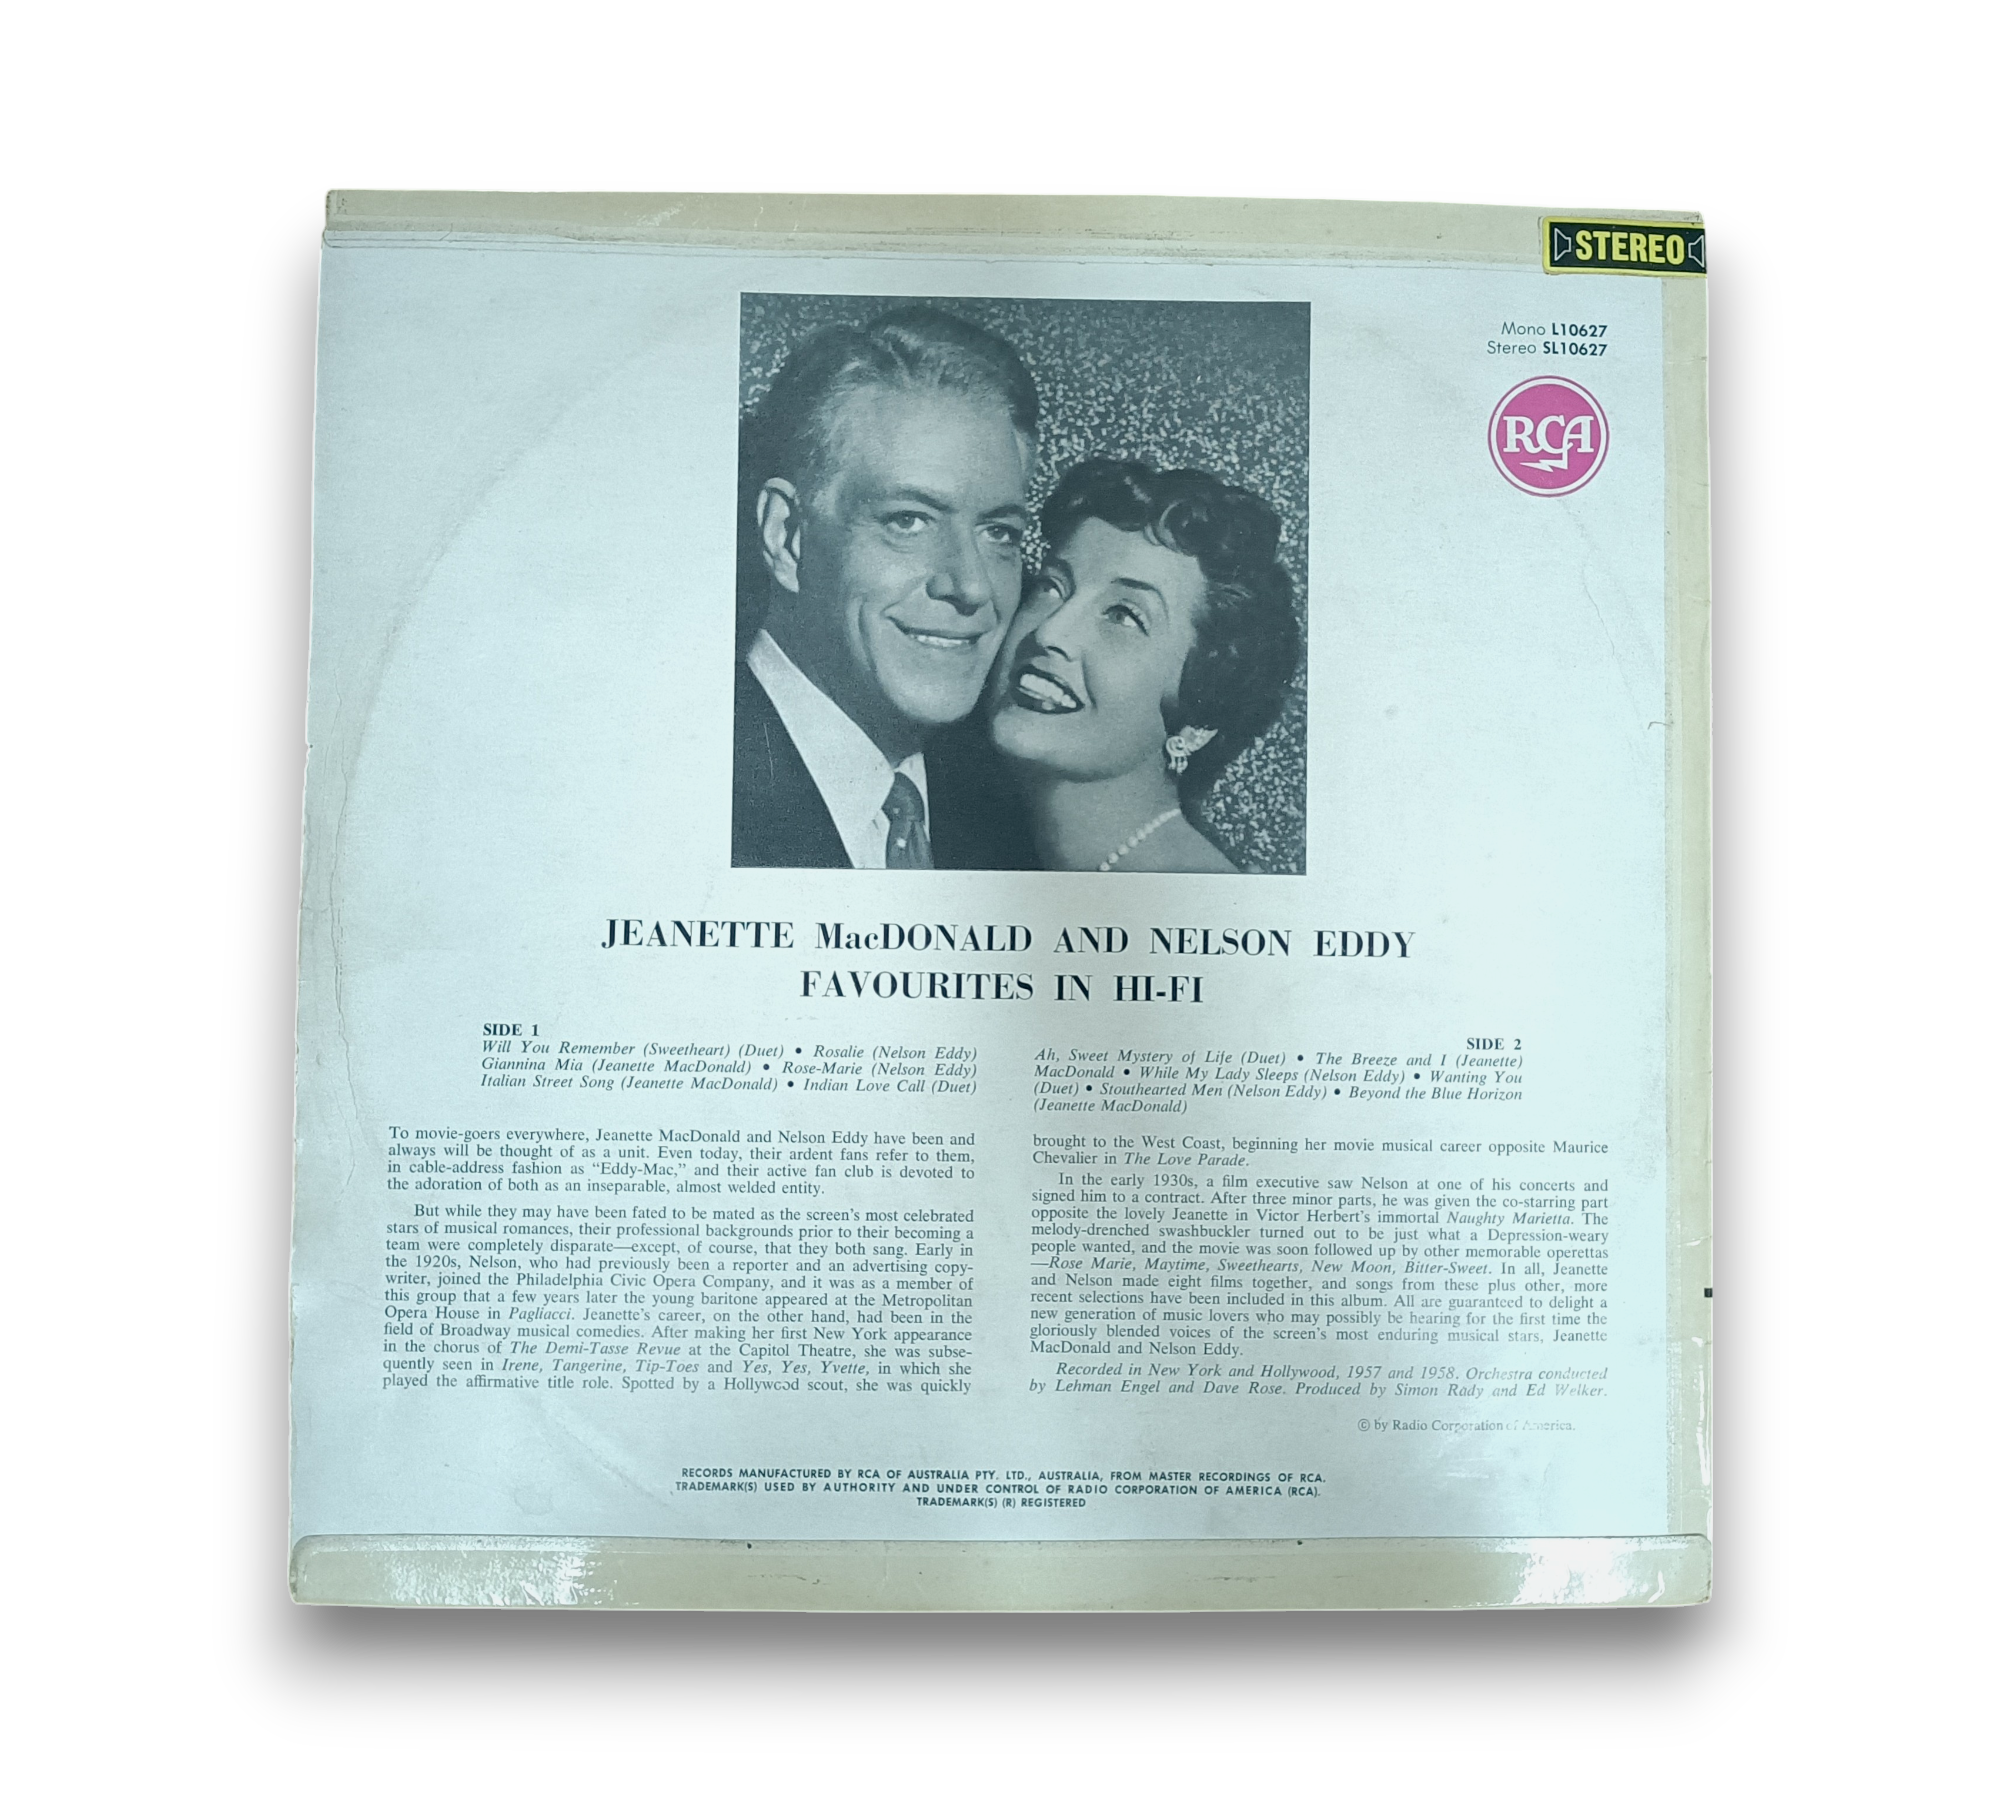 STEREO
Mono L10627
Stereo SL10627
RCA
JEANETTE MacDONALD AND NELSON EDDY
FAVOURITES IN HI-FI
SIDE 1
Will You Remember (Sweetheart) (Duet) • Rosalie (Nelson Eddy)
Giannina Mia (Jeanette MacDonald) • Rose-Marie (Nelson Eddy)
Italian Street Song (Jeanette MacDonald) • Indian Love Call (Duet)
SIDE 2
Ah, Sweet Mystery of Life (Duet) • The Breeze and I (Jeanette)
MacDonald • While My Lady Sleeps (Nelson Eddy) • Wanting You
(Duet) • Stouthearted Men (Nelson Eddy) • Beyond the Blue Horizon
(Jeanette MacDonald)
To movie-goers everywhere, Jeanette MacDonald and Nelson Eddy have been and
always will be thought of as a unit. Even today, their ardent fans refer to them,
in cable-address fashion as “Eddy-Mac,” and their active fan club is devoted to
the adoration of both as an inseparable, almost welded entity.
But while they may have been fated to be mated as the screen’s most celebrated
stars of musical romances, their professional backgrounds prior to their becoming a
team were completely disparate—except, of course, that they both sang. Early in
the 1920s, Nelson, who had previously been a reporter and an advertising copy-
writer, joined the Philadelphia Civic Opera Company, and it was as a member of
this group that a few years later the young baritone appeared at the Metropolitan
Opera House in Pagliacci. Jeanette’s career, on the other hand, had been in the
field of Broadway musical comedies. After making her first New York appearance
in the chorus of The Demi-Tasse Revue at the Capitol Theatre, she was subse-
quently seen in Irene, Tangerine, Tip-Toes and Yes, Yes, Yvette, in which she
played the affirmative title role. Spotted by a Hollywood scout, she was quickly
brought to the West Coast, beginning her movie musical career opposite Maurice
Chevalier in The Love Parade.
In the early 1930s, a film executive saw Nelson at one of his concerts and
signed him to a contract. After three minor parts, he was given the co-starring part
opposite the lovely Jeanette in Victor Herbert’s immortal Naughty Marietta. The
melody-drenched swashbuckler turned out to be just what a Depression-weary
people wanted, and the movie was soon followed up by other memorable operettas
—Rose Marie, Maytime, Sweethearts, New Moon, Bitter-Sweet. In all, Jeanette
and Nelson made eight films together, and songs from these plus other, more
recent selections have been included in this album. All are guaranteed to delight a
new generation of music lovers who may possibly be hearing for the first time the
gloriously blended voices of the screen’s most enduring musical stars, Jeanette
MacDonald and Nelson Eddy.
Recorded in New York and Hollywood, 1957 and 1958. Orchestra conducted
by Lehman Engel and Dave Rose. Produced by Simon Rady and Ed Welker.
© by Radio Corporation of America.
RECORDS MANUFACTURED BY RCA OF AUSTRALIA PTY. LTD., AUSTRALIA, FROM MASTER RECORDINGS OF RCA.
TRADEMARK(S) USED BY AUTHORITY AND UNDER CONTROL OF RADIO CORPORATION OF AMERICA (RCA).
TRADEMARK(S) (R) REGISTERED